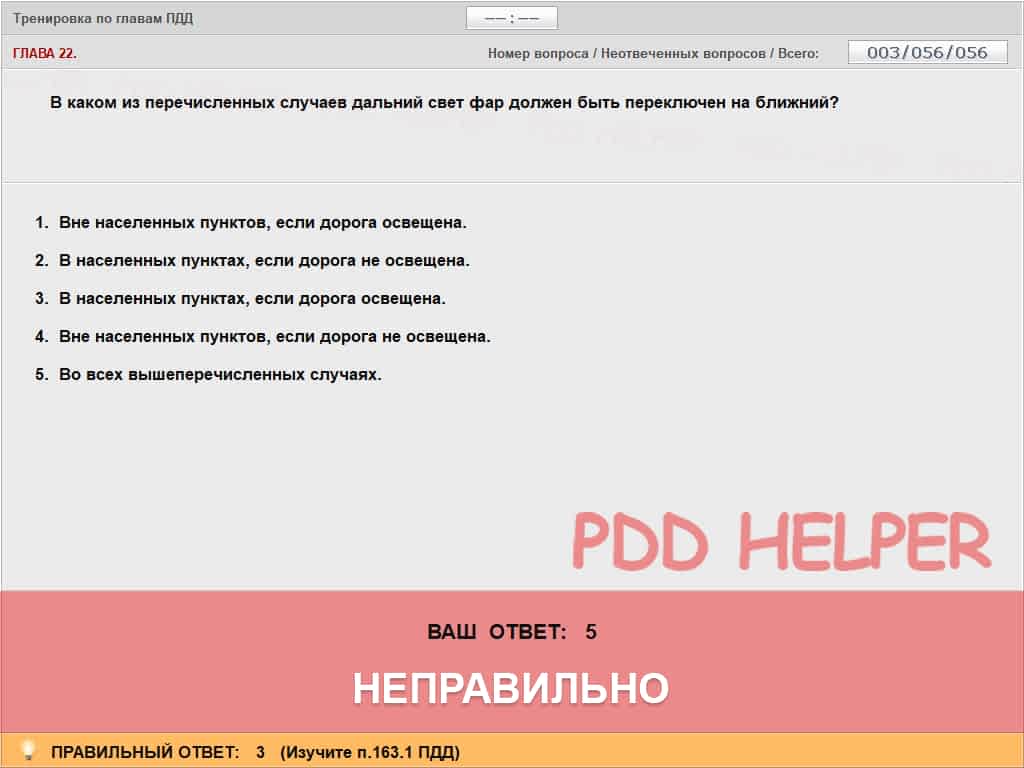 Тренировка по главам ПДД
–– : ––
ГЛАВА 22.
Номер вопроса / Неотвеченных вопросов / Всего: 003/056/056
В каком из перечисленных случаев дальний свет фар должен быть переключен на ближний?
1. Вне населенных пунктов, если дорога освещена.
2. В населенных пунктах, если дорога не освещена.
3. В населенных пунктах, если дорога освещена.
4. Вне населенных пунктов, если дорога не освещена.
5. Во всех вышеперечисленных случаях.
PDD HELPER
ВАШ ОТВЕТ: 5
НЕПРАВИЛЬНО
ПРАВИЛЬНЫЙ ОТВЕТ: 3 (Изучите п.163.1 ПДД)